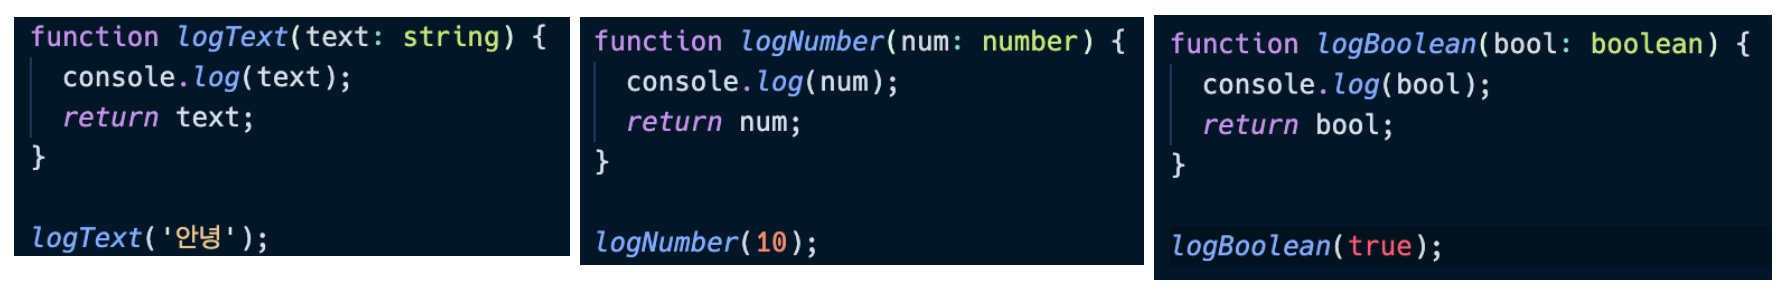 function logText(text: string) {
  console.log(text);
  return text;
}

logText('안녕');
function logNumber(num: number) {
  console.log(num);
  return num;
}

logNumber(10);
function logBoolean(bool: boolean) {
  console.log(bool);
  return bool;
}

logBoolean(true);